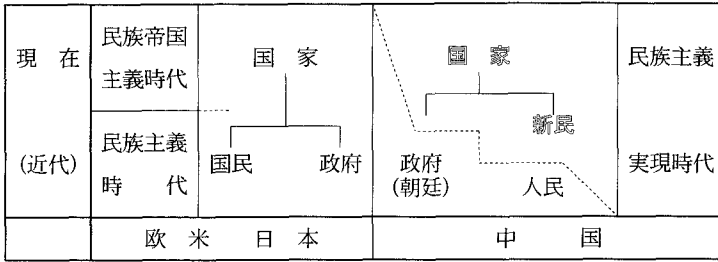 現在
(近代)
民族帝国
主義時代
民族主義
時代
国家
国民 政府
国家
新民
政府
(朝廷)
人民
民族主義
実現時代
欧米日本
中国